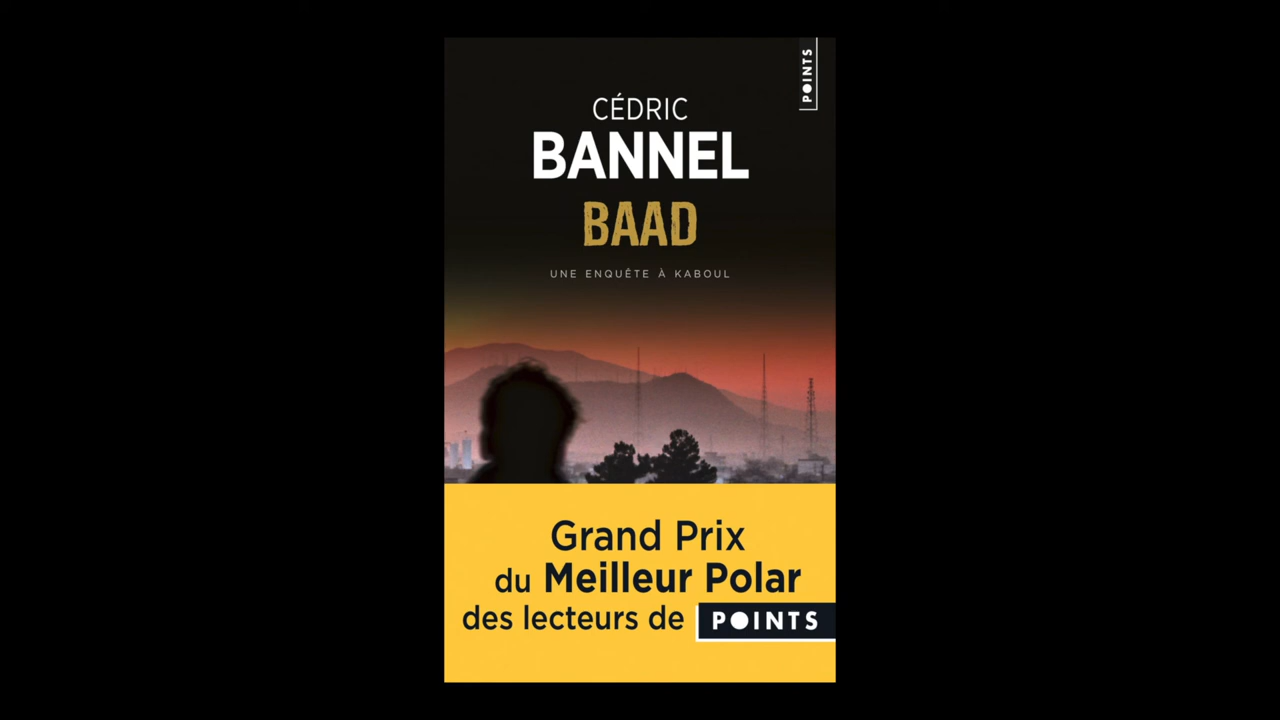 POINTS
CÉDRIC
BANNEL
BAAD
UNE ENQUÊTE À KABOUL
Grand Prix
du Meilleur Polar
des lecteurs de POINTS